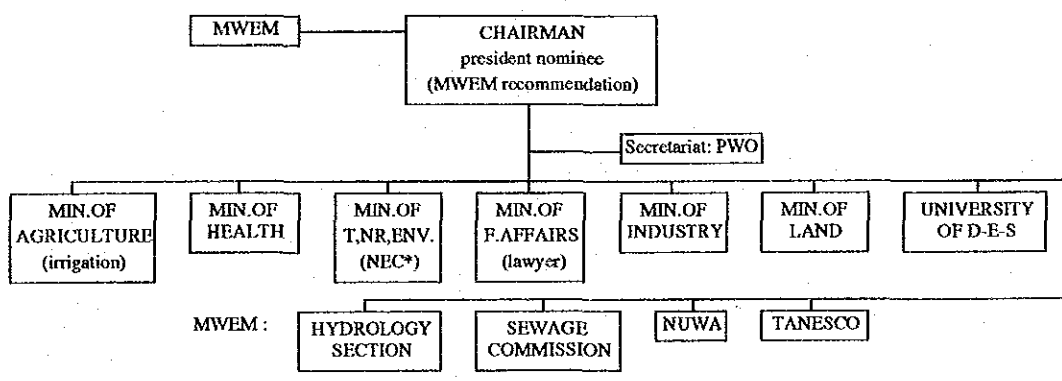 MWEM
CHAIRMAN
president nominee
(MWEM recommendation)
Secretariat: PWO
MIN.OF
AGRICULTURE
(irrigation)
MIN.OF
HEALTH
MIN.OF
T,NR,ENV.
(NEC*)
MIN.OF
F.AFFAIRS
(lawyer)
MIN.OF
INDUSTRY
MIN.OF
LAND
UNIVERSITY
OF D-E-S
MWEM :
HYDROLOGY
SECTION
SEWAGE
COMMISSION
NUWA
TANESCO